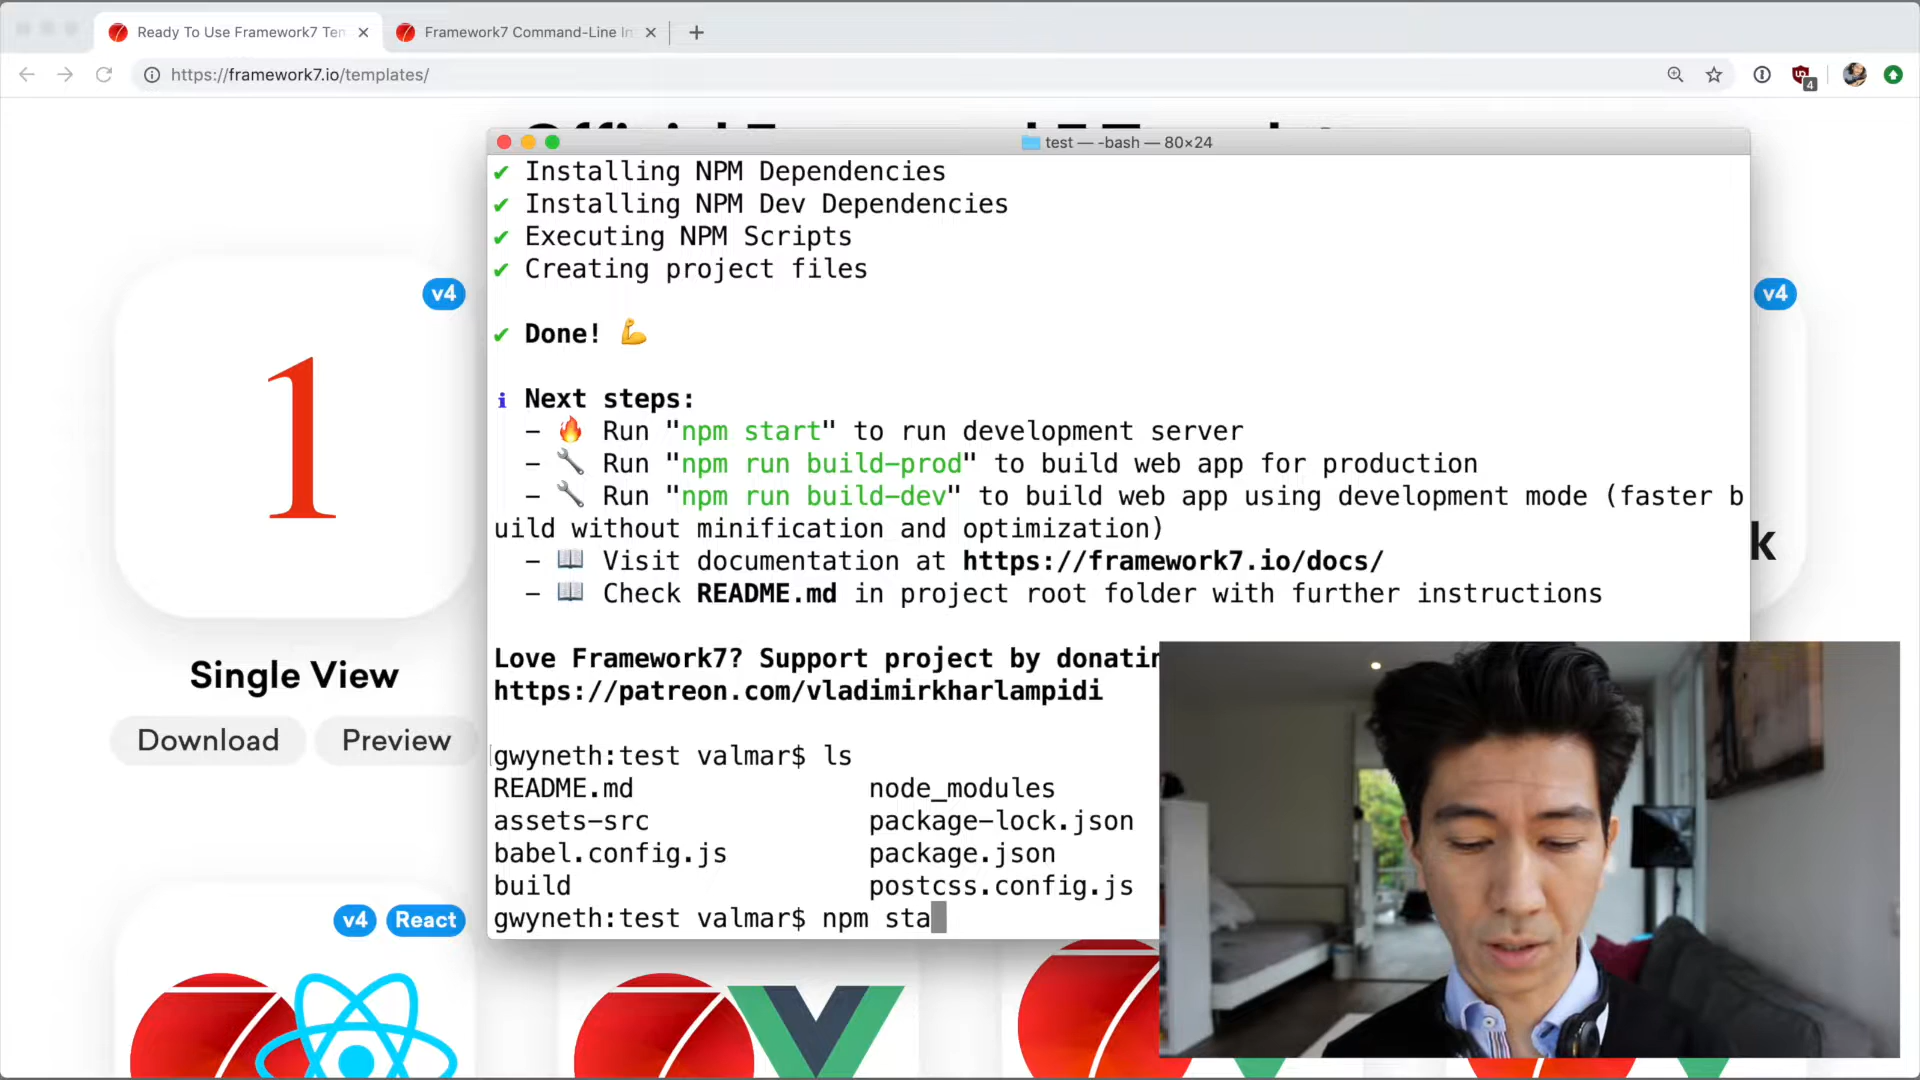 Ready To Use Framework7 Tem
Framework7 Command-Line In
https://framework7.io/templates/
4
test — -bash — 80×24
✔ Installing NPM Dependencies
✔ Installing NPM Dev Dependencies
✔ Executing NPM Scripts
✔ Creating project files
✔ Done! 💪
ℹ Next steps:
– 🔥 Run "npm start" to run development server
– 🔧 Run "npm run build-prod" to build web app for production
– 🔧 Run "npm run build-dev" to build web app using development mode (faster b
uild without minification and optimization)
– 📖 Visit documentation at https://framework7.io/docs/
– 📖 Check README.md in project root folder with further instructions
Love Framework7? Support project by donatin
https://patreon.com/vladimirkharlampidi
gwyneth:test valmar$ ls
README.md node_modules
assets-src package-lock.json
babel.config.js package.json
build postcss.config.js
gwyneth:test valmar$ npm sta
v4
1
Single View
Download Preview
v4
k
v4 React